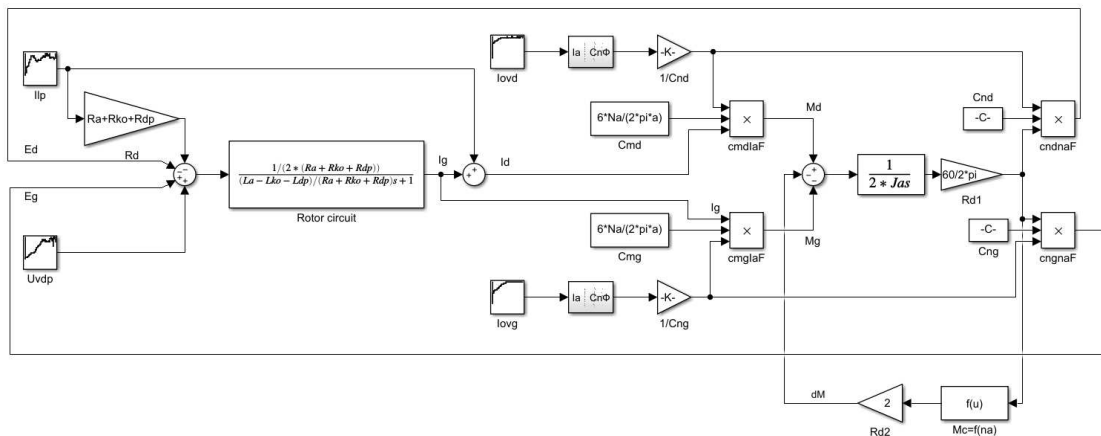 Ilp
Ra+Rko+Rdp
Ed
Rd
Eg
Uvdp
1/(2 * (Ra + Rko + Rdp))
(La − Lko − Ldp)/(Ra + Rko + Rdp)s + 1
Rotor circuit
Ig
Id
Iovd
Ia CnΦ
-K-
1/Cnd
6*Na/(2*pi*a)
Cmd
×
cmdIaF
Md
Ig
6*Na/(2*pi*a)
Cmg
×
cmgIaF
Mg
Iovg
Ia CnΦ
-K-
1/Cng
1
2 * Jas
60/2*pi
Rd1
Cnd
-C-
×
cndnaF
-C-
Cng
×
cngnaF
dM
2
Rd2
f(u)
Mc=f(na)